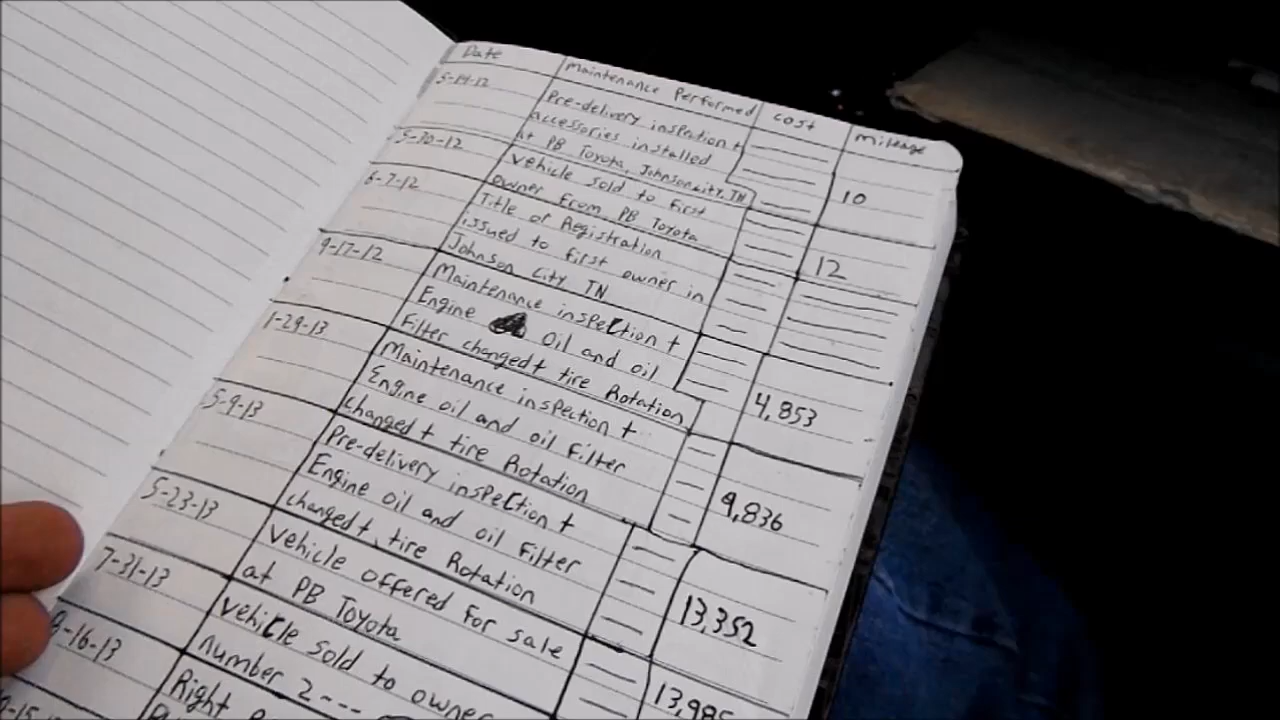 Date Maintenance Performed Cost Mileage
5-14-12 Pre-delivery inspection +
accessories installed
at PB Toyota, Johnson City, TN 10
5-30-12 Vehicle sold to first
owner from PB Toyota 12
6-7-12 Title or Registration
issued to first owner in
Johnson City TN
9-17-12 Maintenance inspection +
Engine Oil and oil
Filter changed + tire Rotation 4,853
1-29-13 Maintenance inspection +
Engine oil and oil Filter
changed + tire Rotation 9,836
5-9-13 Pre-delivery inspection +
Engine oil and oil Filter
changed + tire Rotation 13,352
5-23-13 Vehicle offered for sale
at PB Toyota
7-31-13 Vehicle sold to owner
number 2 --- 13,985
-16-13 Right